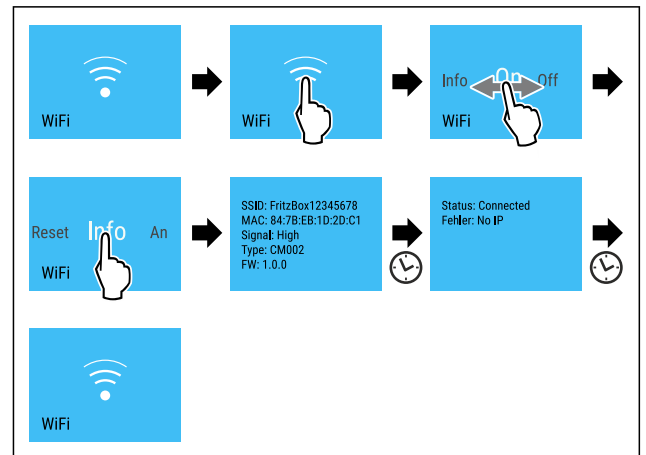 WiFi
WiFi
Info On Off
WiFi
Reset Info An
WiFi
SSID: FritzBox12345678
MAC: 84:7B:EB:1D:2D:C1
Signal: High
Type: CM002
FW: 1.0.0
Status: Connected
Fehler: No IP
WiFi